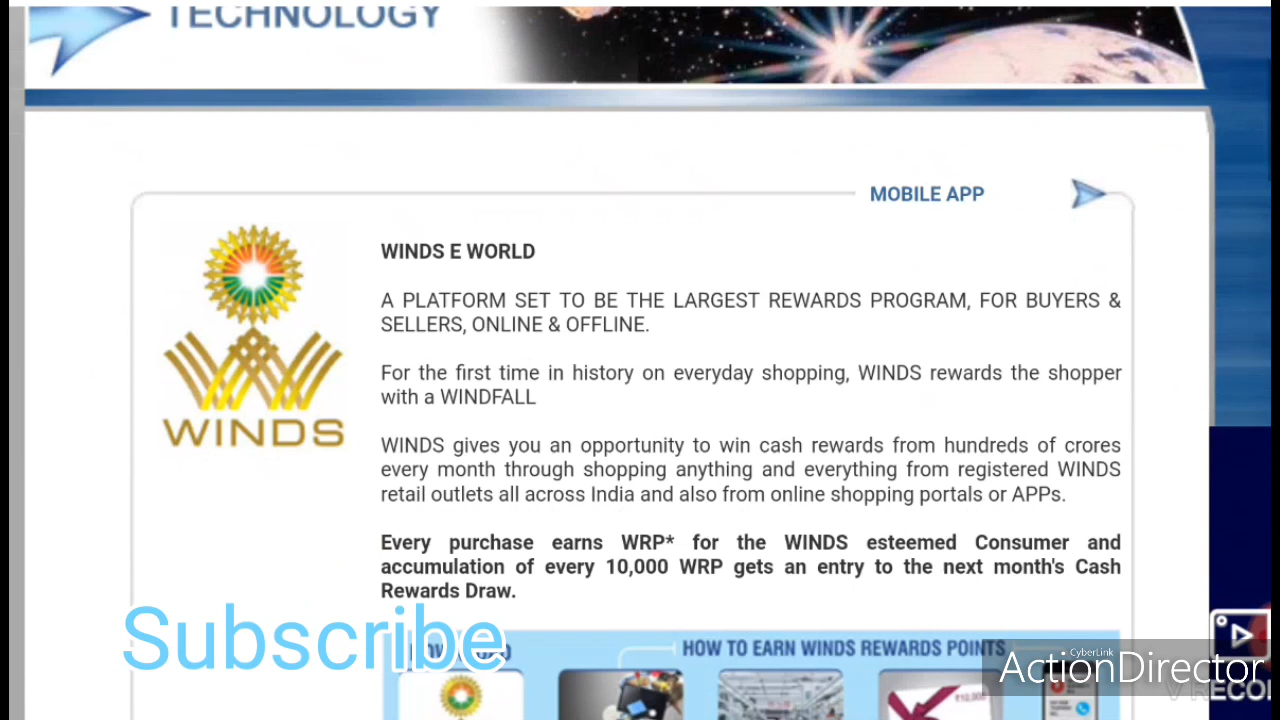 TECHNOLOGY
MOBILE APP
WINDS
WINDS E WORLD
A PLATFORM SET TO BE THE LARGEST REWARDS PROGRAM, FOR BUYERS &
SELLERS, ONLINE & OFFLINE.
For the first time in history on everyday shopping, WINDS rewards the shopper
with a WINDFALL
WINDS gives you an opportunity to win cash rewards from hundreds of crores
every month through shopping anything and everything from registered WINDS
retail outlets all across India and also from online shopping portals or APPs.
Every purchase earns WRP* for the WINDS esteemed Consumer and
accumulation of every 10,000 WRP gets an entry to the next month's Cash
Rewards Draw.
Subscribe
HOW TO EARN WINDS REWARDS POINTS
CyberLink
ActionDirector
₹10,000